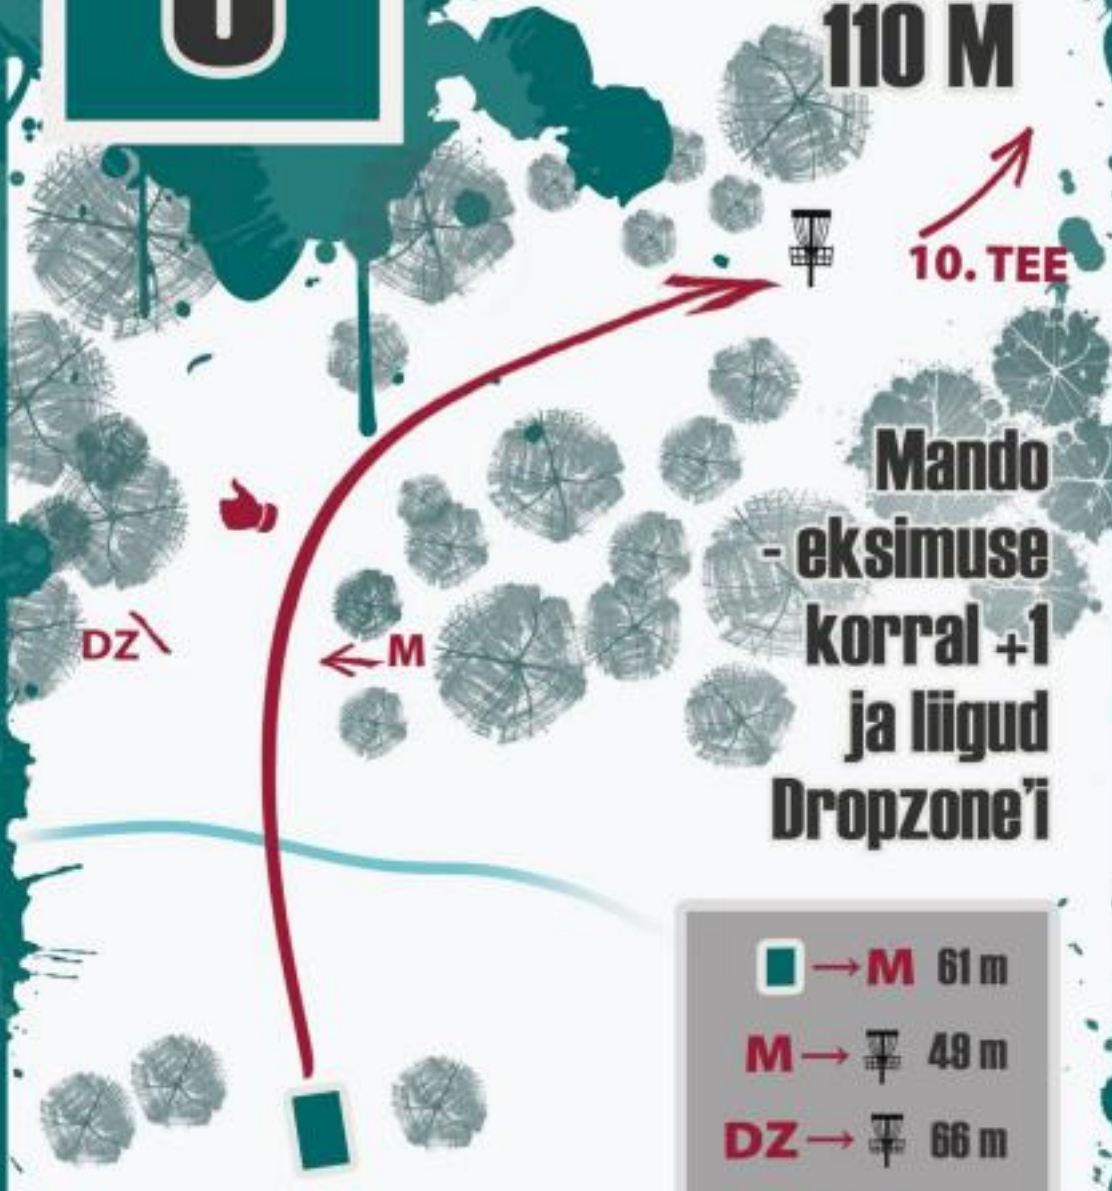 110 M
10. TEE
Mando
- eksimuse
korral +1
ja liigud
Dropzone'i
DZ
M
→ M 61 m
M → 49 m
DZ → 66 m